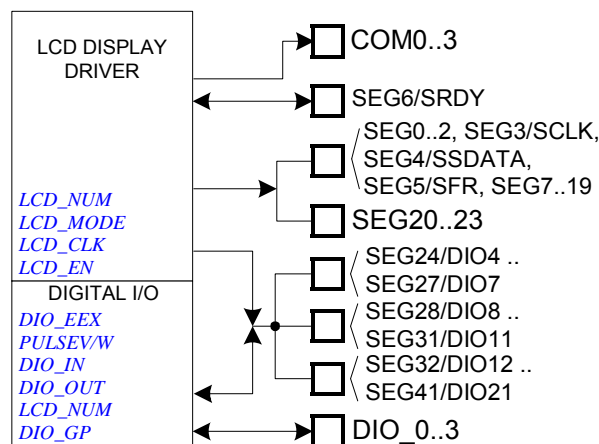 LCD DISPLAY
DRIVER
LCD_NUM
LCD_MODE
LCD_CLK
LCD_EN
DIGITAL I/O
DIO_EEX
PULSEV/W
DIO_IN
DIO_OUT
LCD_NUM
DIO_GP
COM0..3
SEG6/SRDY
SEG0..2, SEG3/SCLK,
SEG4/SSDATA,
SEG5/SFR, SEG7..19
SEG20..23
SEG24/DIO4 ..
SEG27/DIO7
SEG28/DIO8 ..
SEG31/DIO11
SEG32/DIO12 ..
SEG41/DIO21
DIO_0..3